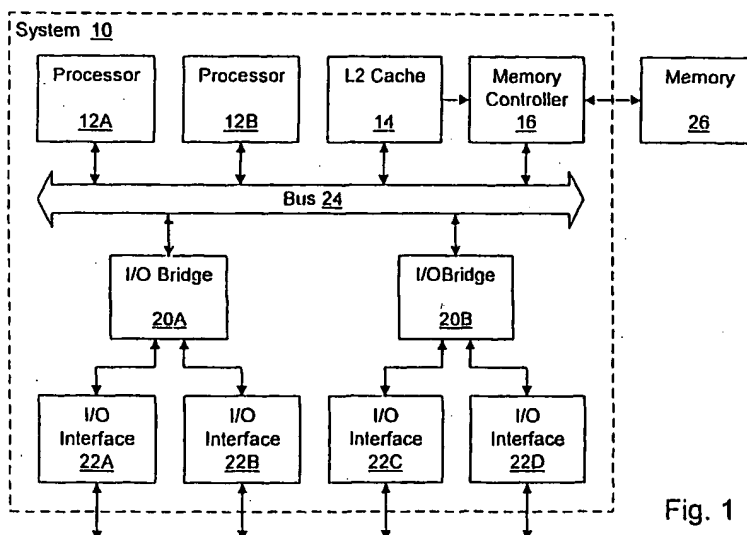 System 10
Processor
12A
Processor
12B
L2 Cache
14
Memory
Controller
16
Memory
26
Bus 24
I/O Bridge
20A
I/OBridge
20B
I/O
Interface
22A
I/O
Interface
22B
I/O
Interface
22C
I/O
Interface
22D
Fig. 1